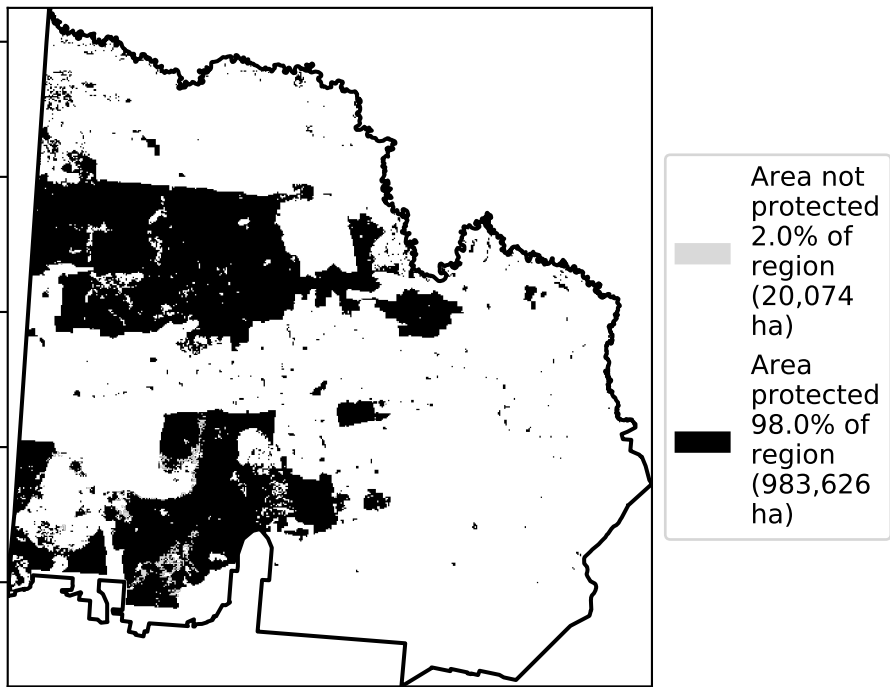 Area not
protected
2.0% of
region
(20,074
ha)
Area
protected
98.0% of
region
(983,626
ha)